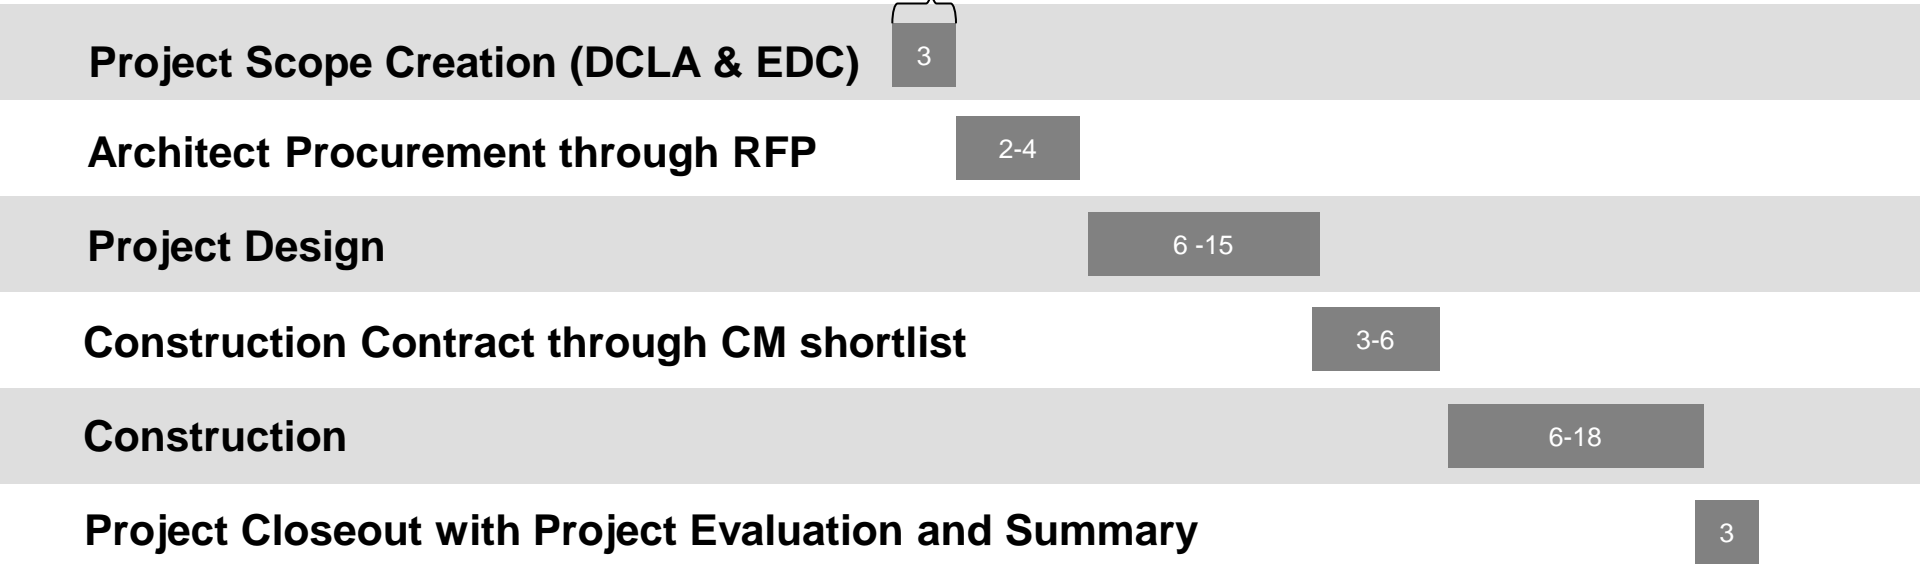 Project Scope Creation (DCLA & EDC) 3
Architect Procurement through RFP 2-4
Project Design 6 -15
Construction Contract through CM shortlist 3-6
Construction 6-18
Project Closeout with Project Evaluation and Summary 3